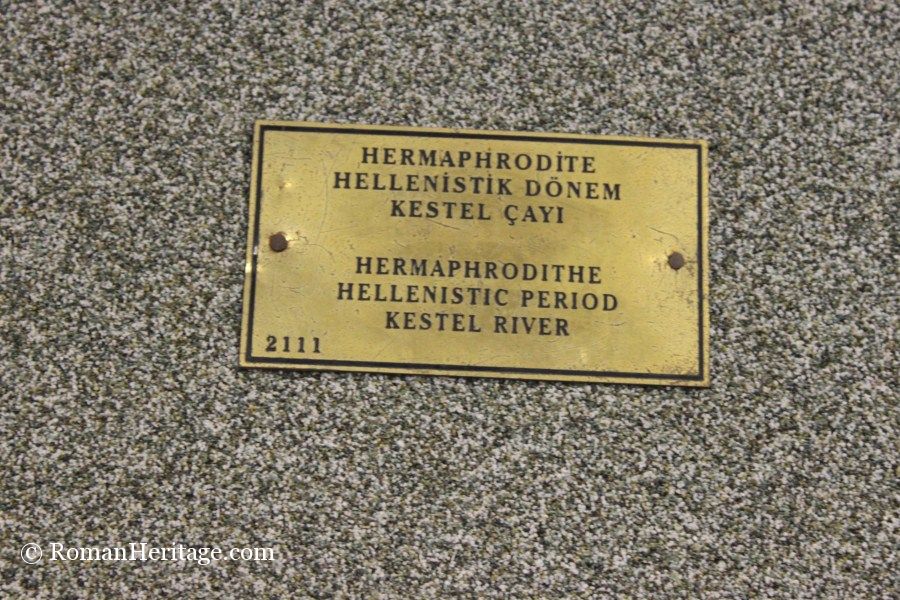 HERMAPHRODİTE
HELLENİSTİK DÖNEM
KESTEL ÇAYI
HERMAPHRODITHE
HELLENISTIC PERIOD
KESTEL RIVER
2111
© RomanHeritage.com